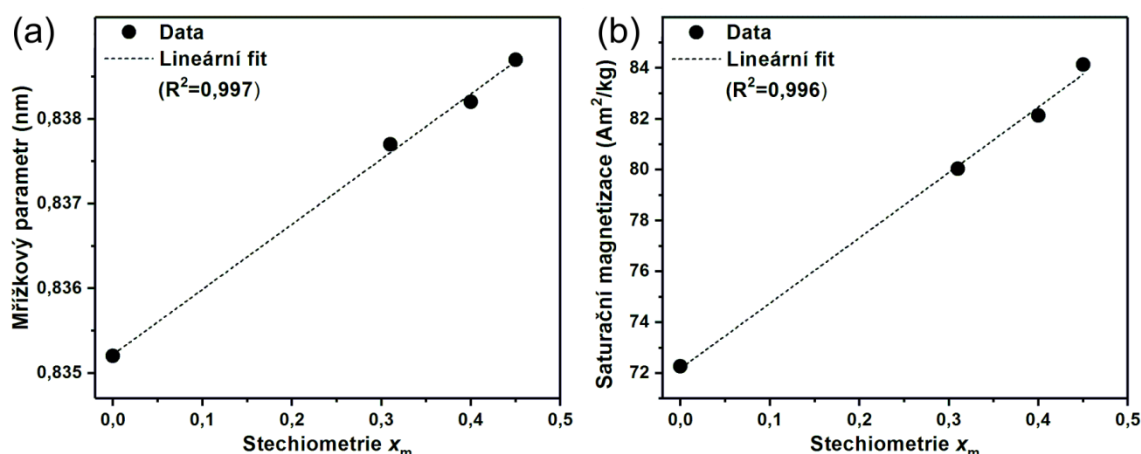 (a)
Data
Lineární fit
(R²=0,997)
Mřížkový parametr (nm)
0,838
0,837
0,836
0,835
0,0 0,1 0,2 0,3 0,4 0,5
Stechiometrie xₘ
(b)
Data
Lineární fit
(R²=0,996)
Saturační magnetizace (Am²/kg)
84
82
80
78
76
74
72
0,0 0,1 0,2 0,3 0,4 0,5
Stechiometrie xₘ